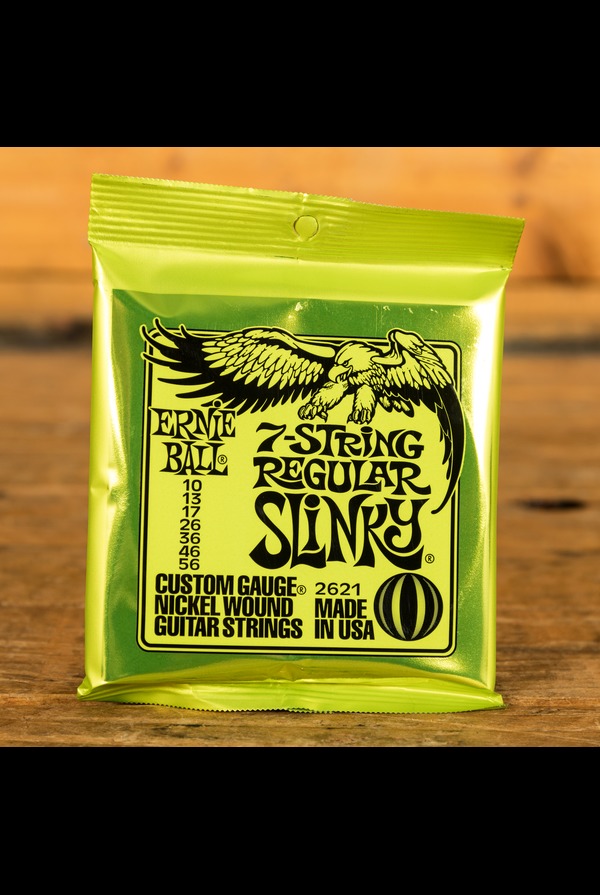 ERNIE
BALL®
7-STRING
REGULAR
SLINKY®
10
13
17
26
36
46
56
CUSTOM GAUGE®
NICKEL WOUND
GUITAR STRINGS
2621
MADE
IN USA